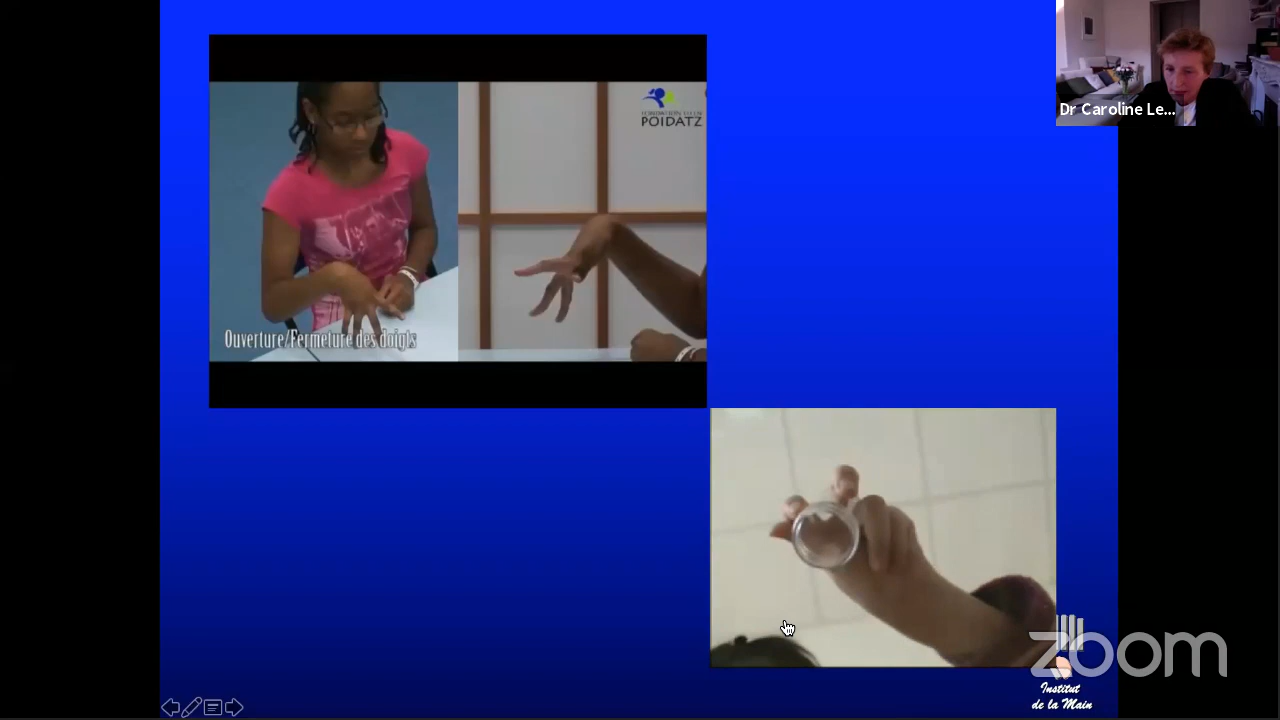 Dr Caroline Le...
POIDATZ
Ouverture/Fermeture des doigts
zoom
Institut
de la Main